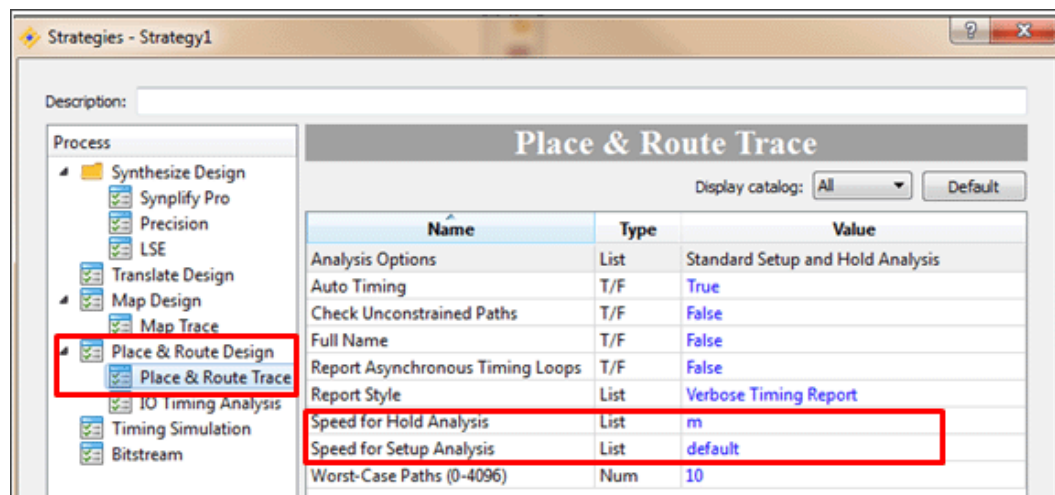 Strategies - Strategy1
Description:
Process
Synthesize Design
Synplify Pro
Precision
LSE
Translate Design
Map Design
Map Trace
Place & Route Design
Place & Route Trace
IO Timing Analysis
Timing Simulation
Bitstream
Place & Route Trace
Display catalog: All Default
Name Type Value
Analysis Options List Standard Setup and Hold Analysis
Auto Timing T/F True
Check Unconstrained Paths T/F False
Full Name T/F False
Report Asynchronous Timing Loops T/F False
Report Style List Verbose Timing Report
Speed for Hold Analysis List m
Speed for Setup Analysis List default
Worst-Case Paths (0-4096) Num 10